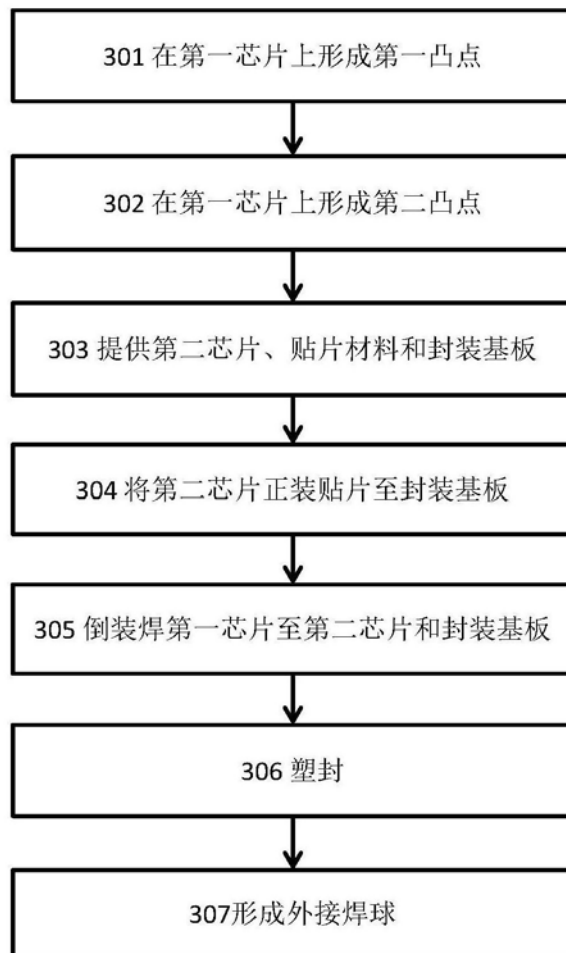 301 在第一芯片上形成第一凸点
302 在第一芯片上形成第二凸点
303 提供第二芯片、贴片材料和封装基板
304 将第二芯片正装贴片至封装基板
305 倒装焊第一芯片至第二芯片和封装基板
306 塑封
307形成外接焊球